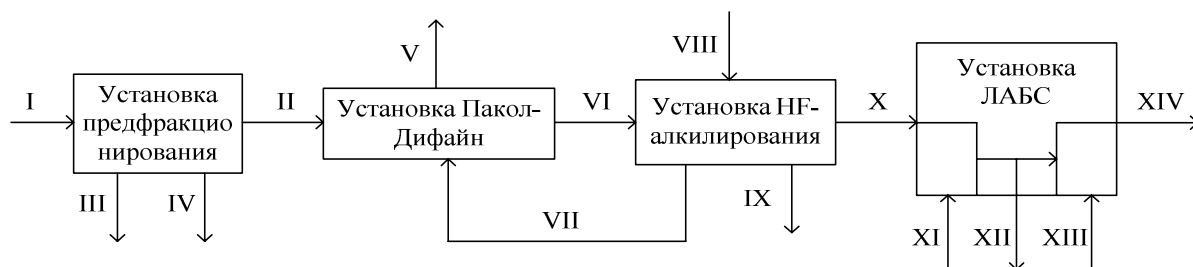 I
Установка
предфракцио
нирования
II
III
IV
V
Установка Пакол-
Дифайн
VI
VII
VIII
Установка HF-
алкилирования
IX
X
Установка
ЛАБС
XI
XII
XIII
XIV